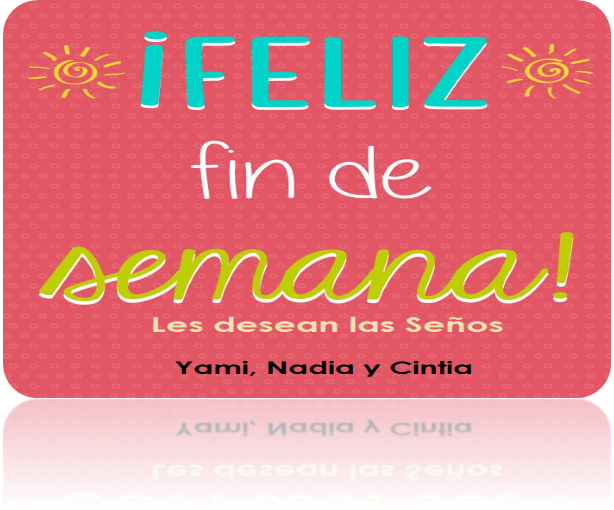 ¡FELIZ
fin de
semana!
Les desean las Seños
Yami, Nadia y Cintia